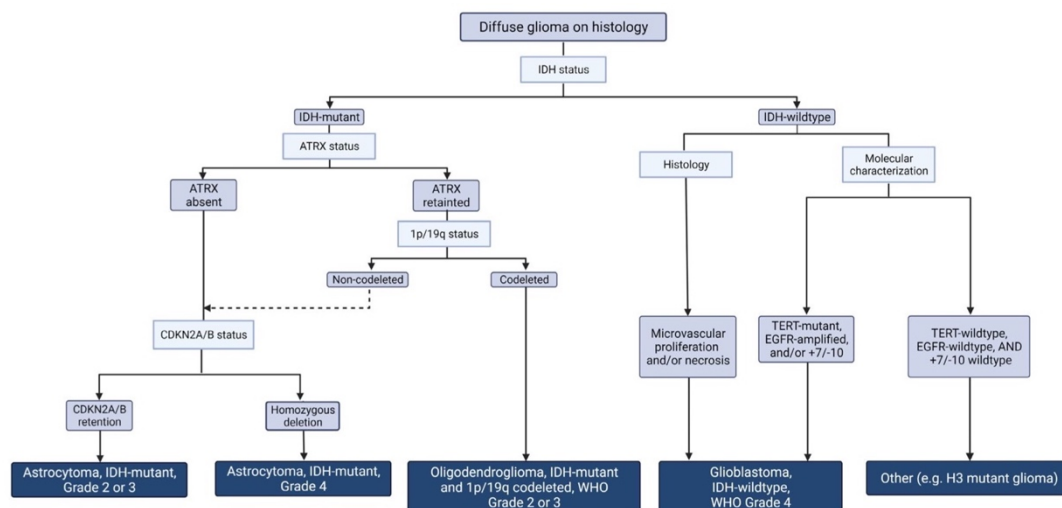 Diffuse glioma on histology
IDH status
IDH-mutant
IDH-wildtype
ATRX status
Histology
Molecular
characterization
ATRX
absent
ATRX
retainted
1p/19q status
Non-codeleted
Codeleted
CDKN2A/B status
Microvascular
proliferation
and/or necrosis
TERT-mutant,
EGFR-amplified,
and/or +7/-10
TERT-wildtype,
EGFR-wildtype, AND
+7/-10 wildtype
CDKN2A/B
retention
Homozygous
deletion
Astrocytoma, IDH-mutant,
Grade 2 or 3
Astrocytoma, IDH-mutant,
Grade 4
Oligodendroglioma, IDH-mutant
and 1p/19q codeleted, WHO
Grade 2 or 3
Glioblastoma,
IDH-wildtype,
WHO Grade 4
Other (e.g. H3 mutant glioma)